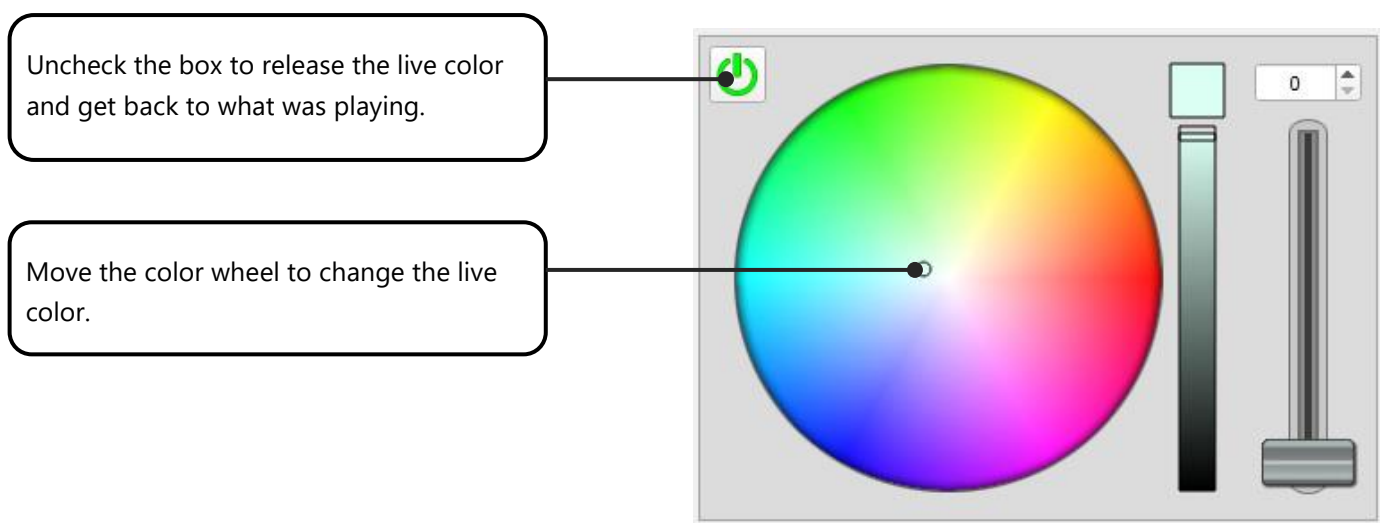 Uncheck the box to release the live color
and get back to what was playing.
0
Move the color wheel to change the live
color.